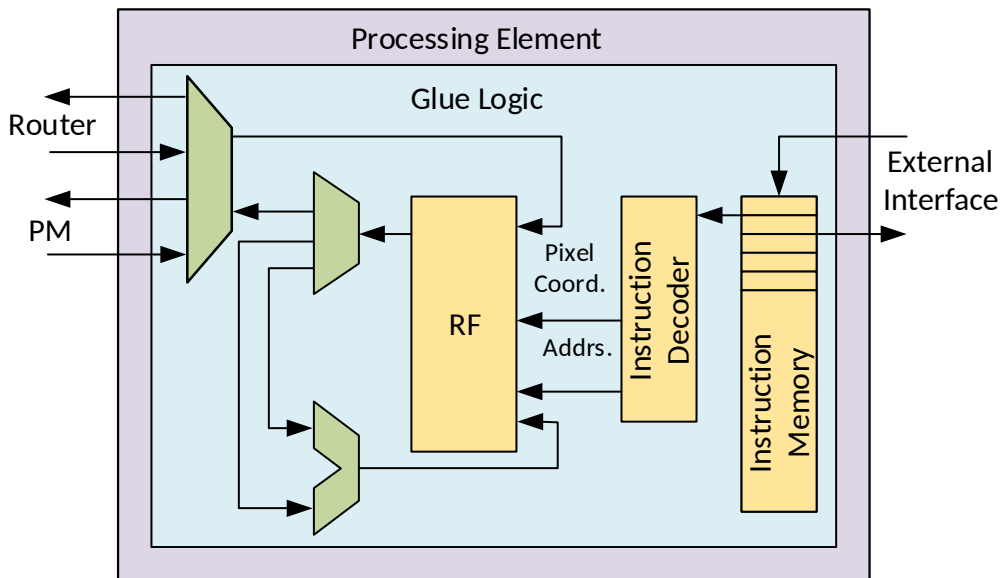 Processing Element
Glue Logic
Router
PM
External
Interface
Pixel
Coord.
Addrs.
RF
Instruction
Decoder
Instruction
Memory